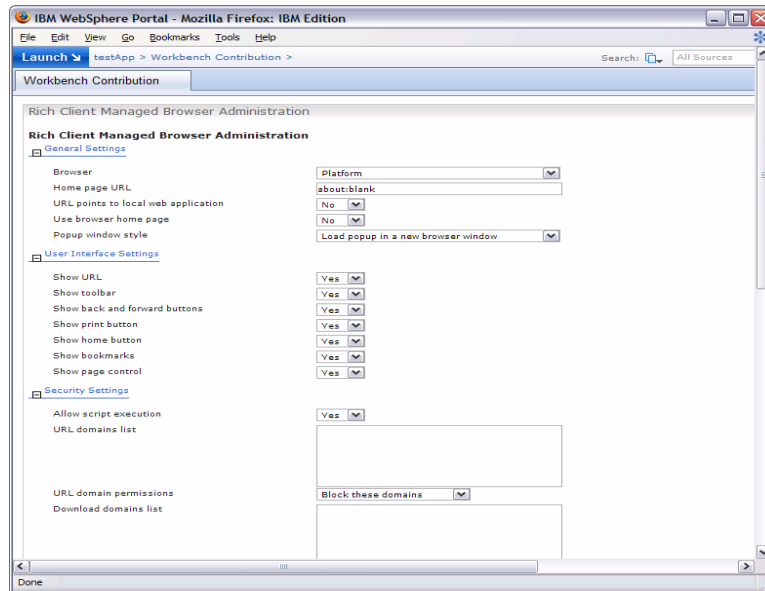 IBM WebSphere Portal - Mozilla Firefox: IBM Edition
File Edit View Go Bookmarks Tools Help
Launch testApp > Workbench Contribution > Search: All Sources
Workbench Contribution
Rich Client Managed Browser Administration
Rich Client Managed Browser Administration
General Settings
Browser Platform
Home page URL about:blank
URL points to local web application No
Use browser home page No
Popup window style Load popup in a new browser window
User Interface Settings
Show URL Yes
Show toolbar Yes
Show back and forward buttons Yes
Show print button Yes
Show home button Yes
Show bookmarks Yes
Show page control Yes
Security Settings
Allow script execution Yes
URL domains list
URL domain permissions Block these domains
Download domains list
Done